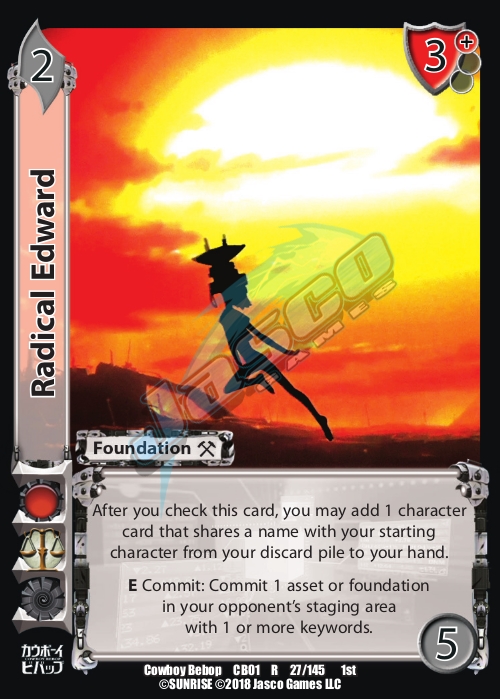 2
3
+
Radical Edward
JASCO
GAMES
Foundation
After you check this card, you may add 1 character
card that shares a name with your starting
character from your discard pile to your hand.
E Commit: Commit 1 asset or foundation
in your opponent's staging area
with 1 or more keywords.
5
カウボーイ
ビバップ
Cowboy Bebop CB01 R 27/145 1st
©SUNRISE ©2018 Jasco Games LLC